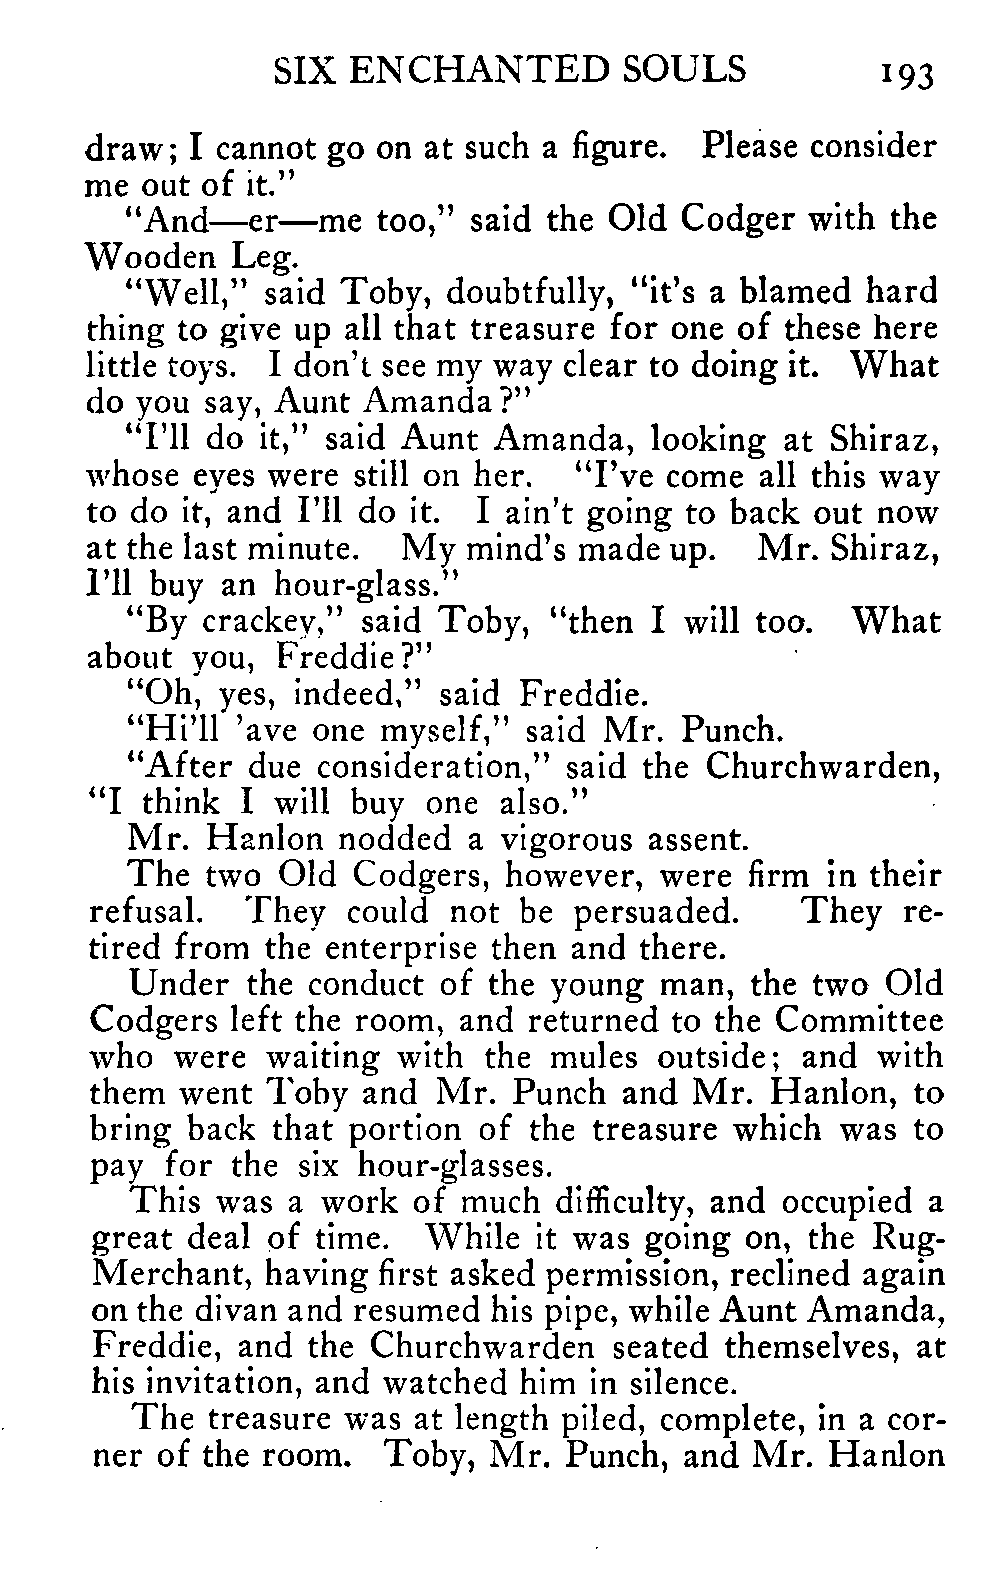 SIX ENCHANTED SOULS 193
draw; I cannot go on at such a figure. Please consider
me out of it."
"And—er—me too," said the Old Codger with the
Wooden Leg.
"Well," said Toby, doubtfully, "it's a blamed hard
thing to give up all that treasure for one of these here
little toys. I don't see my way clear to doing it. What
do you say, Aunt Amanda?"
"I'll do it," said Aunt Amanda, looking at Shiraz,
whose eyes were still on her. "I've come all this way
to do it, and I'll do it. I ain't going to back out now
at the last minute. My mind's made up. Mr. Shiraz,
I'll buy an hour-glass."
"By crackey," said Toby, "then I will too. What
about you, Freddie?"
"Oh, yes, indeed," said Freddie.
"Hi'll 'ave one myself," said Mr. Punch.
"After due consideration," said the Churchwarden,
"I think I will buy one also."
Mr. Hanlon nodded a vigorous assent.
The two Old Codgers, however, were firm in their
refusal. They could not be persuaded. They re-
tired from the enterprise then and there.
Under the conduct of the young man, the two Old
Codgers left the room, and returned to the Committee
who were waiting with the mules outside; and with
them went Toby and Mr. Punch and Mr. Hanlon, to
bring back that portion of the treasure which was to
pay for the six hour-glasses.
This was a work of much difficulty, and occupied a
great deal of time. While it was going on, the Rug-
Merchant, having first asked permission, reclined again
on the divan and resumed his pipe, while Aunt Amanda,
Freddie, and the Churchwarden seated themselves, at
his invitation, and watched him in silence.
The treasure was at length piled, complete, in a cor-
ner of the room. Toby, Mr. Punch, and Mr. Hanlon